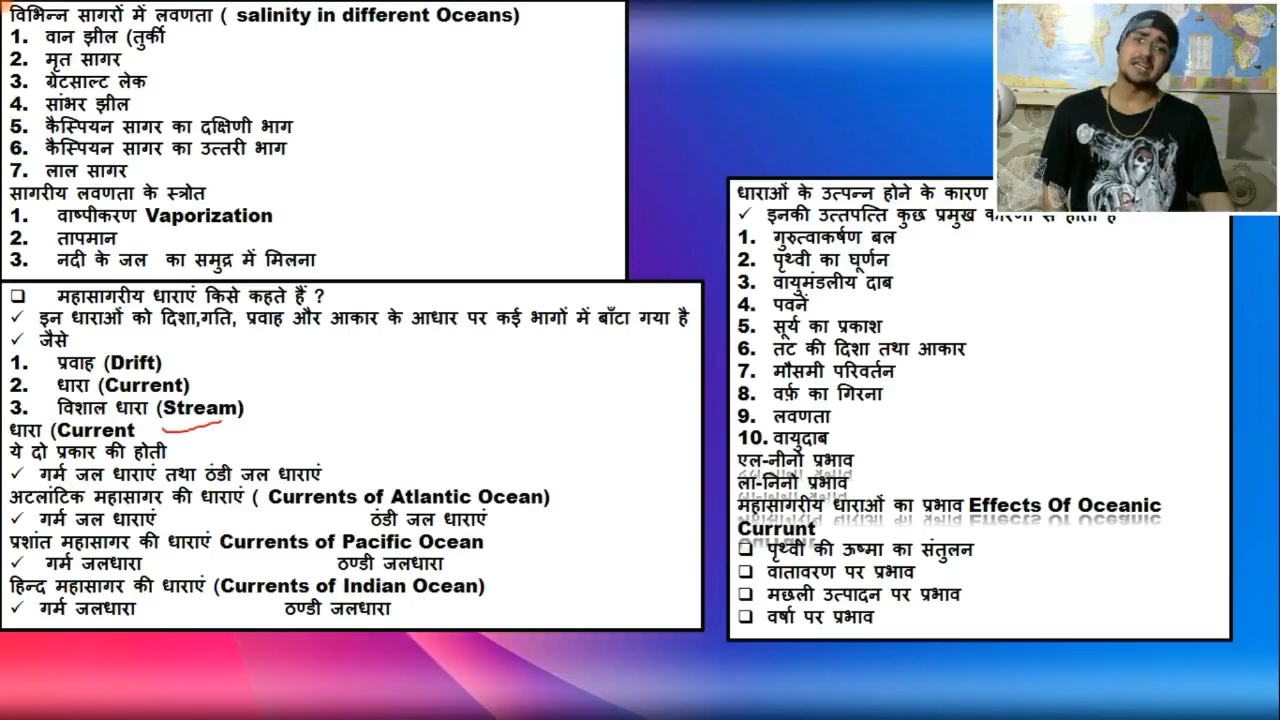 विभिन्न सागरों में लवणता ( salinity in different Oceans)
1. वान झील (तुर्की
2. मृत सागर
3. ग्रेटसाल्ट लेक
4. सांभर झील
5. कैस्पियन सागर का दक्षिणी भाग
6. कैस्पियन सागर का उत्तरी भाग
7. लाल सागर
सागरीय लवणता के स्त्रोत
1. वाष्पीकरण Vaporization
2. तापमान
3. नदी के जल का समुद्र में मिलना
❑ महासागरीय धाराएं किसे कहते हैं ?
✓ इन धाराओं को दिशा,गति, प्रवाह और आकार के आधार पर कई भागों में बाँटा गया है
✓ जैसे
1. प्रवाह (Drift)
2. धारा (Current)
3. विशाल धारा (Stream)
धारा (Current
ये दो प्रकार की होती
✓ गर्म जल धाराएं तथा ठंडी जल धाराएं
अटलांटिक महासागर की धाराएं ( Currents of Atlantic Ocean)
✓ गर्म जल धाराएं ठंडी जल धाराएं
प्रशांत महासागर की धाराएं Currents of Pacific Ocean
✓ गर्म जलधारा ठण्डी जलधारा
हिन्द महासागर की धाराएं (Currents of Indian Ocean)
✓ गर्म जलधारा ठण्डी जलधारा
धाराओं के उत्पन्न होने के कारण
✓ इनकी उत्तपत्ति कुछ प्रमुख कारणों से होती है
1. गुरुत्वाकर्षण बल
2. पृथ्वी का घूर्णन
3. वायुमंडलीय दाब
4. पवनें
5. सूर्य का प्रकाश
6. तट की दिशा तथा आकार
7. मौसमी परिवर्तन
8. वर्फ़ का गिरना
9. लवणता
10. वायुदाब
एल-नीनो प्रभाव
ला-निनो प्रभाव
महासागरीय धाराओं का प्रभाव Effects Of Oceanic
Currunt
❑ पृथ्वी की ऊष्मा का संतुलन
❑ वातावरण पर प्रभाव
❑ मछली उत्पादन पर प्रभाव
❑ वर्षा पर प्रभाव